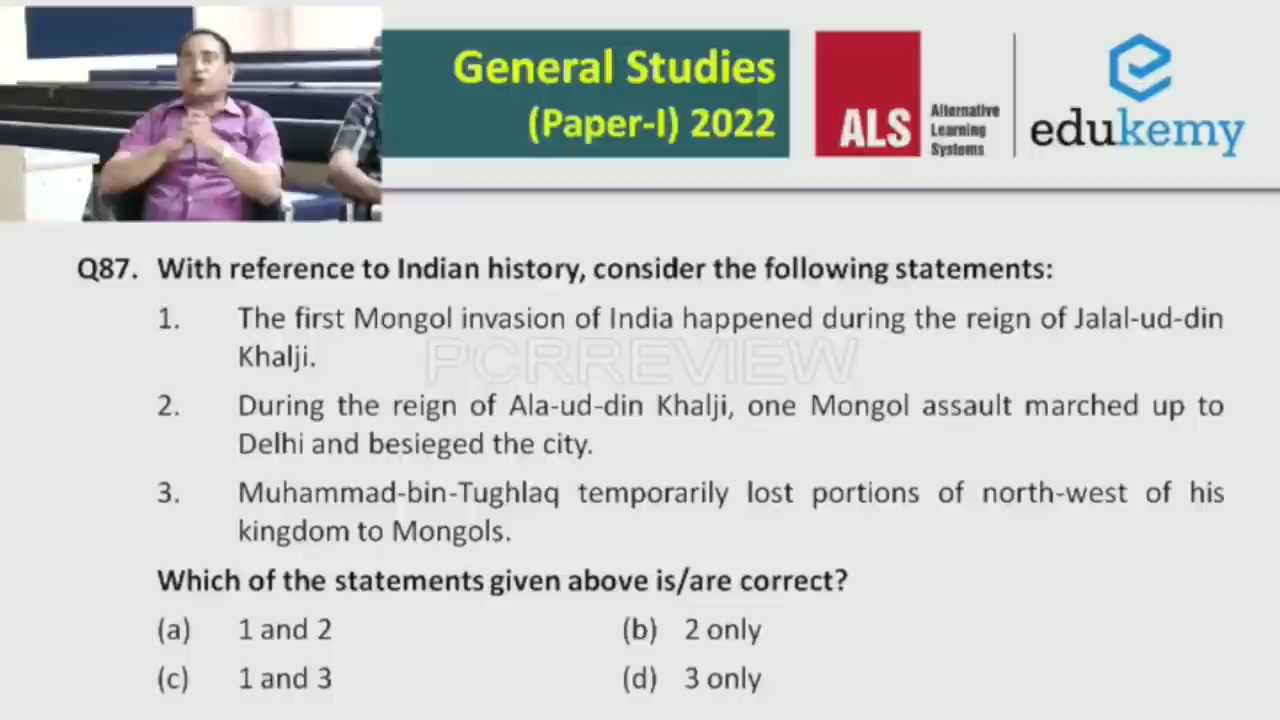 General Studies
(Paper-I) 2022
ALS
Alternative
Learning
Systems
edukemy
Q87. With reference to Indian history, consider the following statements:
1. The first Mongol invasion of India happened during the reign of Jalal-ud-din
Khalji.
PCRREVIEW
2. During the reign of Ala-ud-din Khalji, one Mongol assault marched up to
Delhi and besieged the city.
3. Muhammad-bin-Tughlaq temporarily lost portions of north-west of his
kingdom to Mongols.
Which of the statements given above is/are correct?
(a) 1 and 2 (b) 2 only
(c) 1 and 3 (d) 3 only